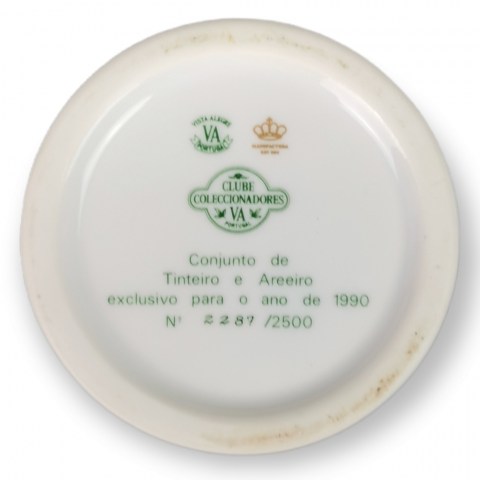 VISTA ALEGRE
VA
PORTUGAL
CLUBE
COLECCIONADORES
VA
PORTUGAL
Conjunto de
Tinteiro e Areeiro
exclusivo para o ano de 1990
Nº 2287 /2500